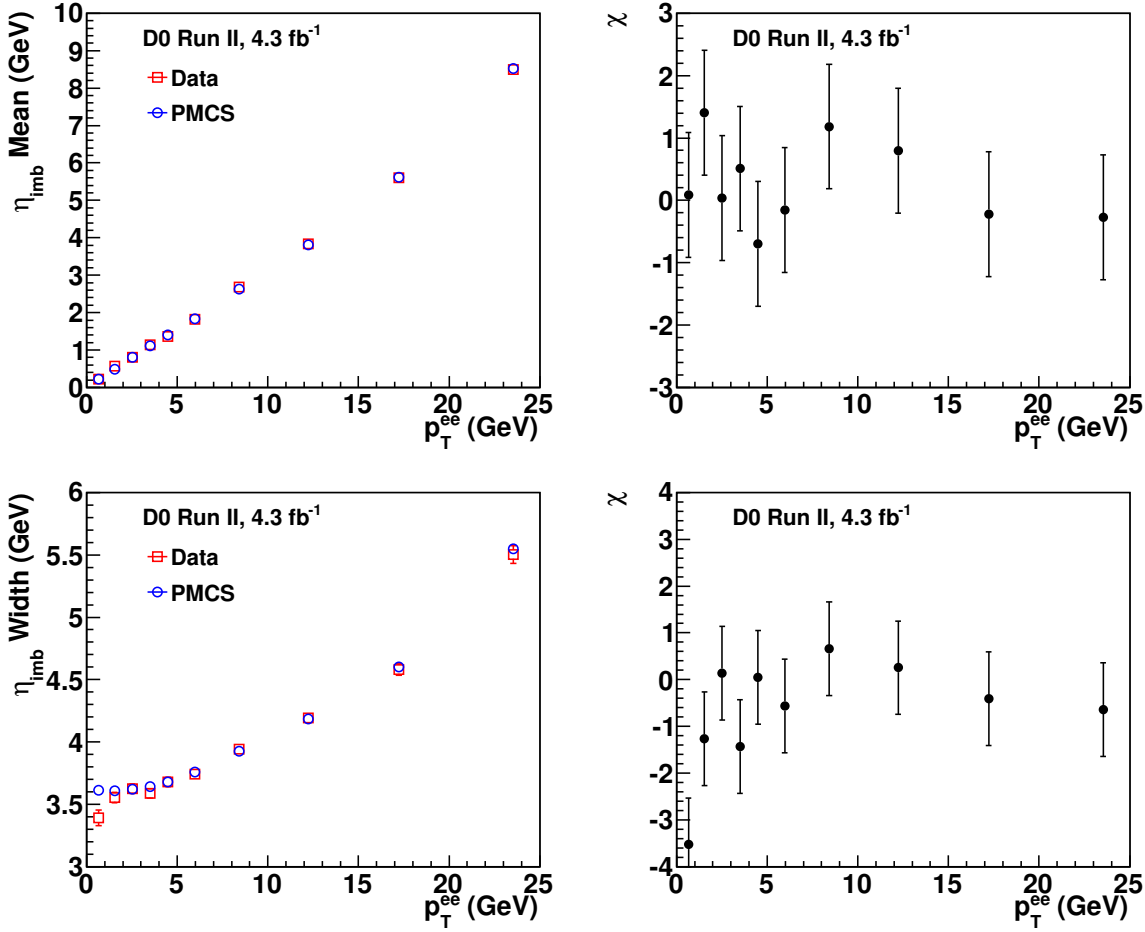 η_imb Mean (GeV)
10
9
8
7
6
5
4
3
2
1
0
D0 Run II, 4.3 fb⁻¹
Data
PMCS
0 5 10 15 20 25
p_T^ee (GeV)
χ
3
2
1
0
-1
-2
-3
D0 Run II, 4.3 fb⁻¹
0 5 10 15 20 25
p_T^ee (GeV)
η_imb Width (GeV)
6
5.5
5
4.5
4
3.5
3
D0 Run II, 4.3 fb⁻¹
Data
PMCS
0 5 10 15 20 25
p_T^ee (GeV)
χ
4
3
2
1
0
-1
-2
-3
-4
D0 Run II, 4.3 fb⁻¹
0 5 10 15 20 25
p_T^ee (GeV)